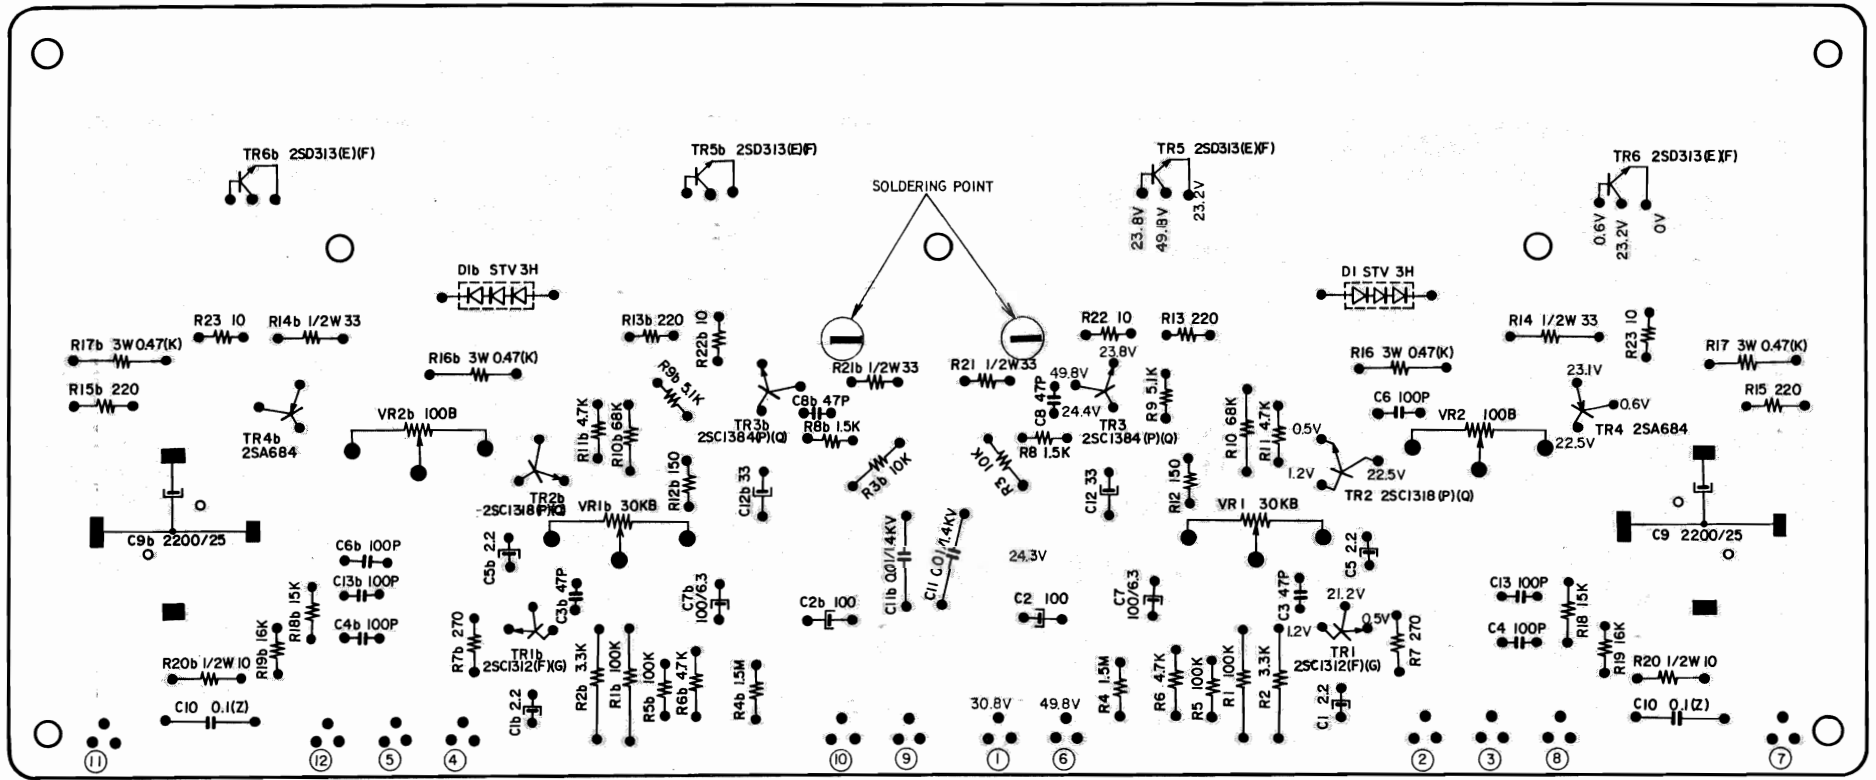 TR6b 2SD313(E)(F)
TR5b 2SD313(E)(F)
TR5 2SD313(E)(F)
TR6 2SD313(E)(F)
SOLDERING POINT
23.8V
49.8V
23.2V
0.6V
23.2V
0V
D1b STV 3H
D1 STV 3H
R17b 3W 0.47(K)
R23 10
R14b 1/2W 33
R16b 3W 0.47(K)
R13b 220
R22b 10
R21b 1/2W 33
R21 1/2W 33
R22 10
R13 220
23.8V
R16 3W 0.47(K)
R14 1/2W 33
R23 10
R17 3W 0.47(K)
R15b 220
TR4b
2SA684
VR2b 100B
R11b 4.7K
R10b 68K
R9b 5.1K
TR3b
2SC1384(P)(Q)
C8b 47P
R8b 1.5K
49.8V
C8 47P
24.4V
R8 1.5K
TR3
2SC1384(P)(Q)
R9 5.1K
R10 68K
R11 4.7K
C6 100P
VR2 100B
23.1V
0.6V
22.5V
TR4 2SA684
R15 220
0.5V
1.2V
22.5V
TR2 2SC1318(P)(Q)
TR2b
2SC1318(P)(Q)
R12b 150
C12b 33
R3b 10K
R3 10K
C12 33
R12 150
VR1b 30KB
VR1 30KB
C9b 2200/25
C9 2200/25
C6b 100P
C13b 100P
C4b 100P
C5b 2.2
C3b 47P
C7b
100/6.3
C2b 100
C11b 0.01/1.4KV
C11 0.01/1.4KV
24.3V
C2 100
C7
100/6.3
C3 47P
C5 2.2
21.2V
0.5V
1.2V
C13 100P
C4 100P
R18 15K
R19 16K
R18b 15K
R19b 16K
R20b 1/2W 10
R7b 270
TR1b
2SC1312(F)(G)
R2b 3.3K
R1b 100K
R5b 100K
R6b 4.7K
R4b 1.5M
R4 1.5M
R6 4.7K
R5 100K
R1 100K
R2 3.3K
TR1
2SC1312(F)(G)
R7 270
R20 1/2W 10
C10 0.1(Z)
C1b 2.2
30.8V
49.8V
C1 2.2
C10 0.1(Z)
11
12
5
4
10
9
1
6
2
3
8
7